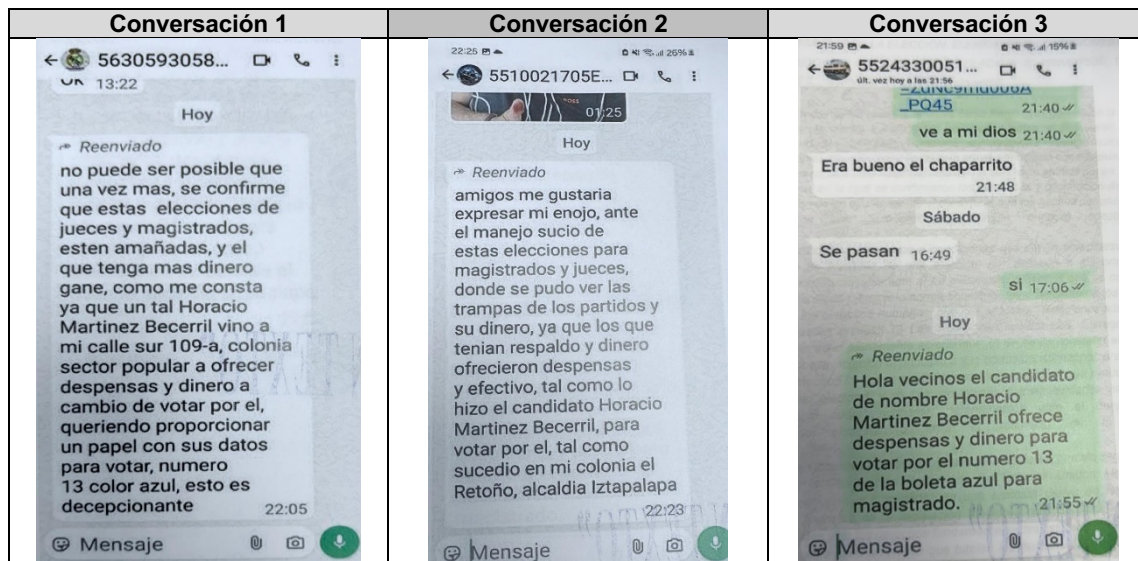 Conversación 1
5630593058...
13:22
Hoy
Reenviado
no puede ser posible que
una vez mas, se confirme
que estas elecciones de
jueces y magistrados,
esten amañadas, y el
que tenga mas dinero
gane, como me consta
ya que un tal Horacio
Martinez Becerril vino a
mi calle sur 109-a, colonia
sector popular a ofrecer
despensas y dinero a
cambio de votar por el,
queriendo proporcionar
un papel con sus datos
para votar, numero
13 color azul, esto es
decepcionante 22:05
Mensaje
Conversación 2
22:25 26%
5510021705E...
01:25
Hoy
Reenviado
amigos me gustaria
expresar mi enojo, ante
el manejo sucio de
estas elecciones para
magistrados y jueces,
donde se pudo ver las
trampas de los partidos y
su dinero, ya que los que
tenian respaldo y dinero
ofrecieron despensas
y efectivo, tal como lo
hizo el candidato Horacio
Martinez Becerril, para
votar por el, tal como
sucedio en mi colonia el
Retoño, alcaldia Iztapalapa
22:23
Mensaje
Conversación 3
21:59 15%
5524330051...
últ. vez hoy a las 21:56
_PQ45 21:40
ve a mi dios 21:40
Era bueno el chaparrito
21:48
Sábado
Se pasan 16:49
si 17:06
Hoy
Reenviado
Hola vecinos el candidato
de nombre Horacio
Martinez Becerril ofrece
despensas y dinero para
votar por el numero 13
de la boleta azul para
magistrado. 21:55
Mensaje